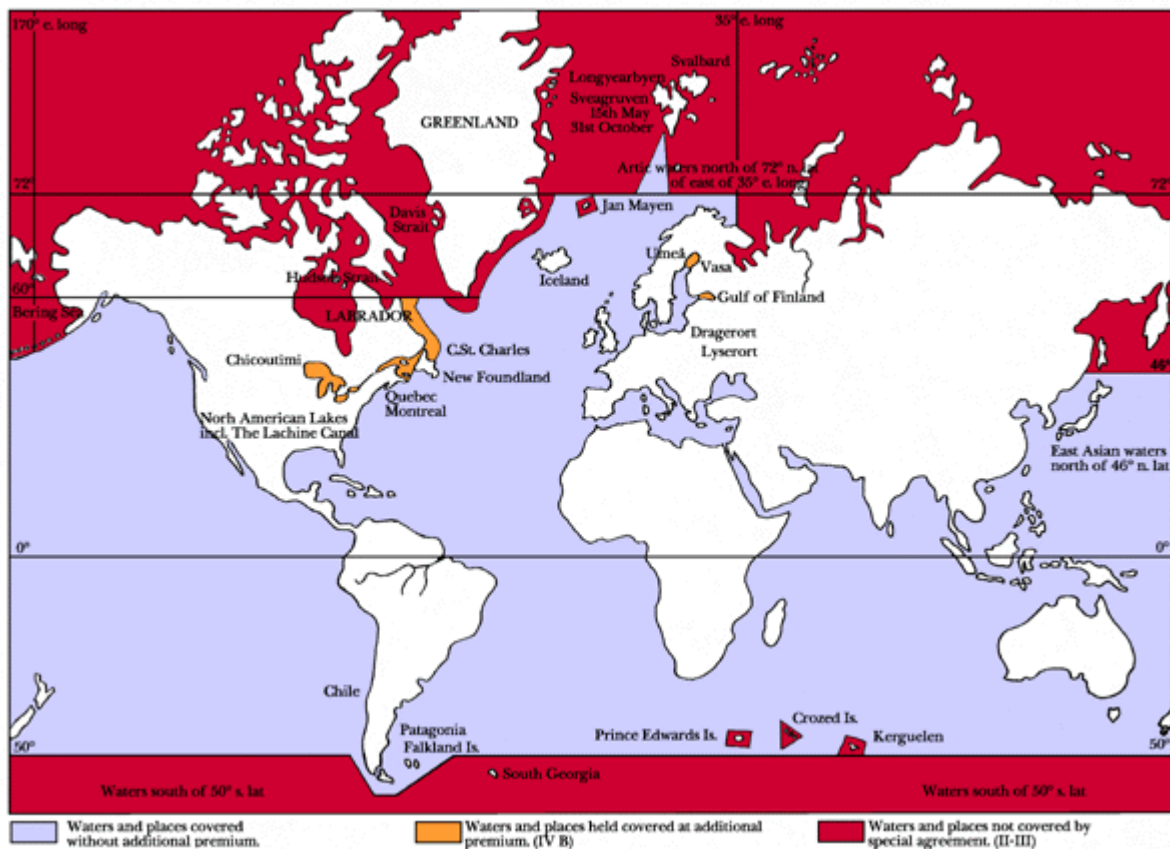 170° e. long
35° e. long
Svalbard
Longyearbyen
Sveagruven
15th May
31st October
GREENLAND
Artic waters north of 72° n. lat
of east of 35° e. long
72°
72°
Davis
Strait
Jan Mayen
Umeå
Vasa
Iceland
Hudson Strait
60°
Gulf of Finland
Bering Sea
LABRADOR
Dragerort
Lyserort
C.St. Charles
Chicoutimi
46°
New Foundland
Quebec
Montreal
Norh American Lakes
incl. The Lachine Canal
East Asian waters
north of 46° n. lat
0°
0°
Chile
Patagonia
Falkland Is.
Prince Edwards Is.
Crozed Is.
Kerguelen
50°
50°
South Georgia
Waters south of 50° s. lat
Waters south of 50° s. lat
Waters and places covered
without additional premium.
Waters and places held covered at additional
premium. (IV B)
Waters and places not covered by
special agreement. (II-III)